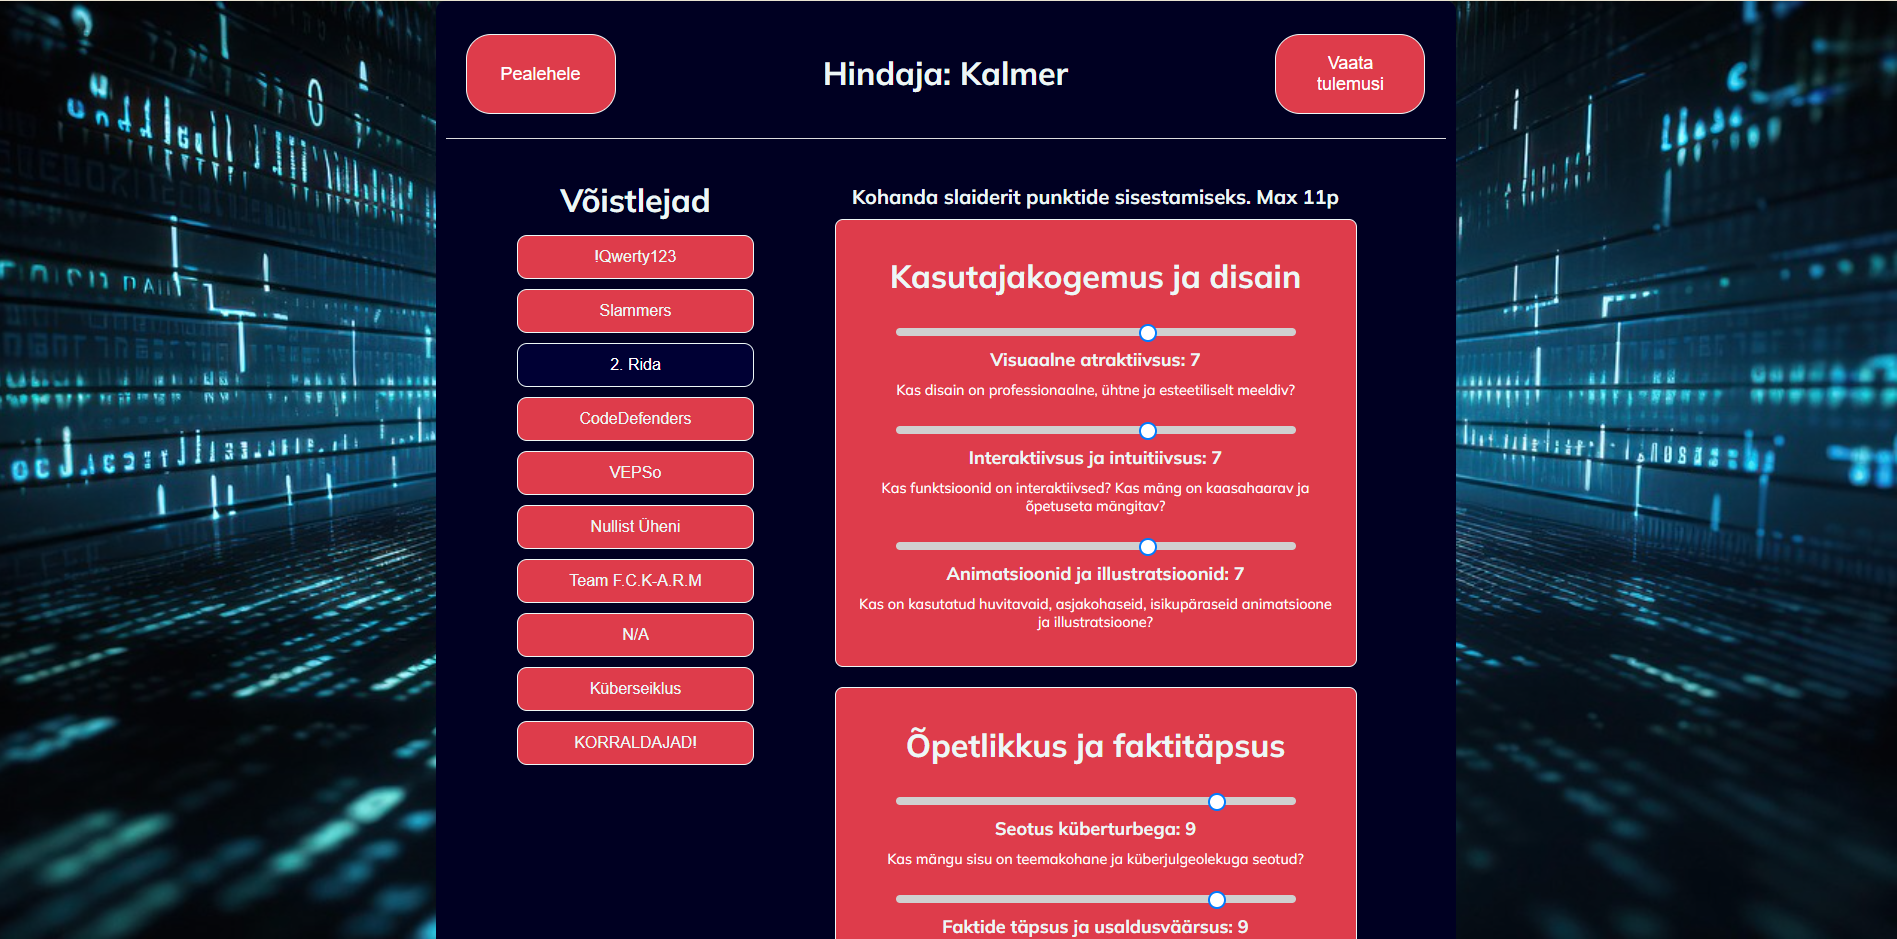 Pealehele
Hindaja: Kalmer
Vaata
tulemusi
Võistlejad
!Qwerty123
Slammers
2. Rida
CodeDefenders
VEPSo
Nullist Üheni
Team F.C.K-A.R.M
N/A
Küberseiklus
KORRALDAJAD!
Kohanda slaiderit punktide sisestamiseks. Max 11p
Kasutajakogemus ja disain
Visuaalne atraktiivsus: 7
Kas disain on professionaalne, ühtne ja esteetiliselt meeldiv?
Interaktiivsus ja intuitiivsus: 7
Kas funktsioonid on interaktiivsed? Kas mäng on kaasahaarav ja
õpetuseta mängitav?
Animatsioonid ja illustratsioonid: 7
Kas on kasutatud huvitavaid, asjakohaseid, isikupäraseid animatsioone
ja illustratsioone?
Õpetlikkus ja faktitäpsus
Seotus küberturbega: 9
Kas mängu sisu on teemakohane ja küberjulgeolekuga seotud?
Faktide täpsus ja usaldusväärsus: 9